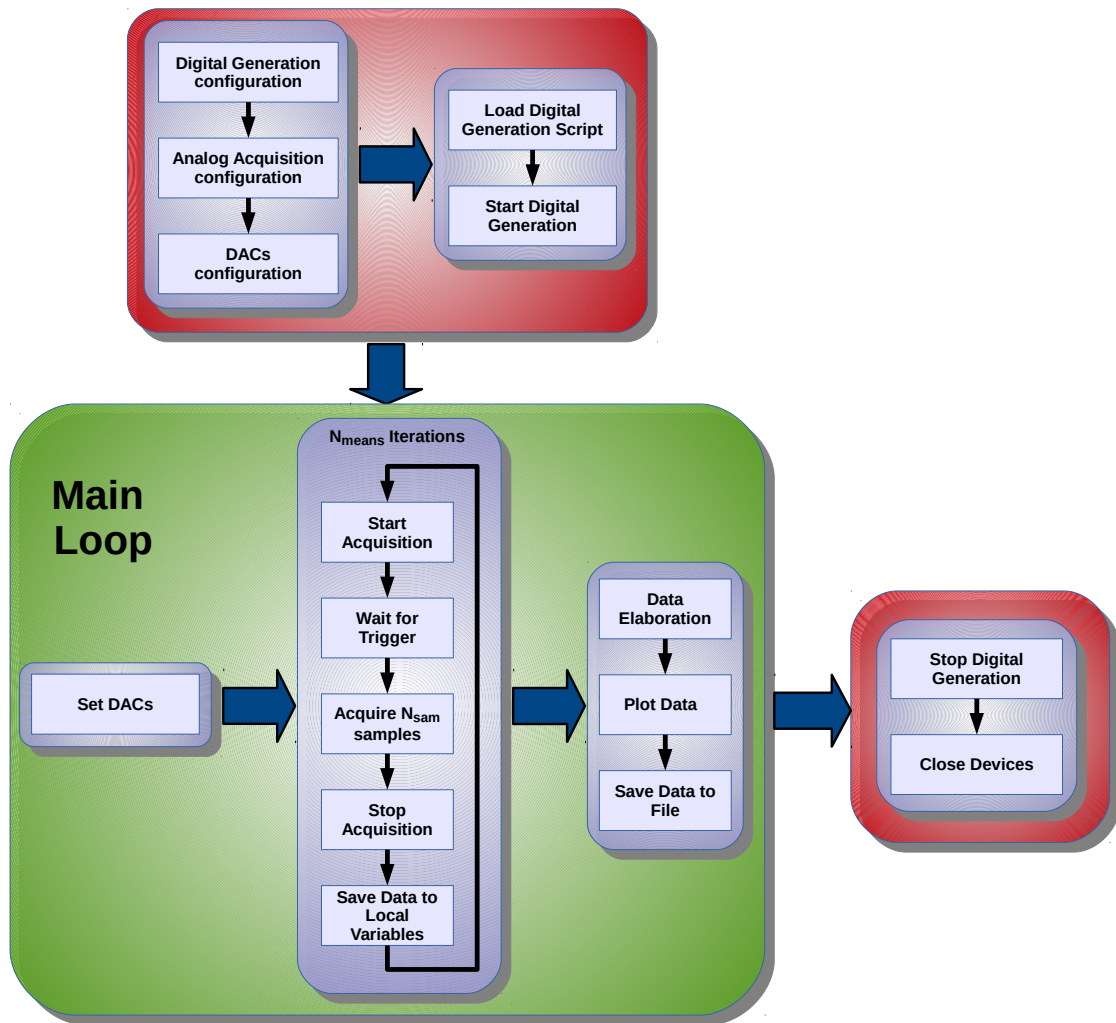 Digital Generation
configuration
Analog Acquisition
configuration
DACs
configuration
Load Digital
Generation Script
Start Digital
Generation
Main
Loop
Set DACs
Nmeans Iterations
Start
Acquisition
Wait for
Trigger
Acquire Nsam
samples
Stop
Acquisition
Save Data to
Local
Variables
Data
Elaboration
Plot Data
Save Data to
File
Stop Digital
Generation
Close Devices